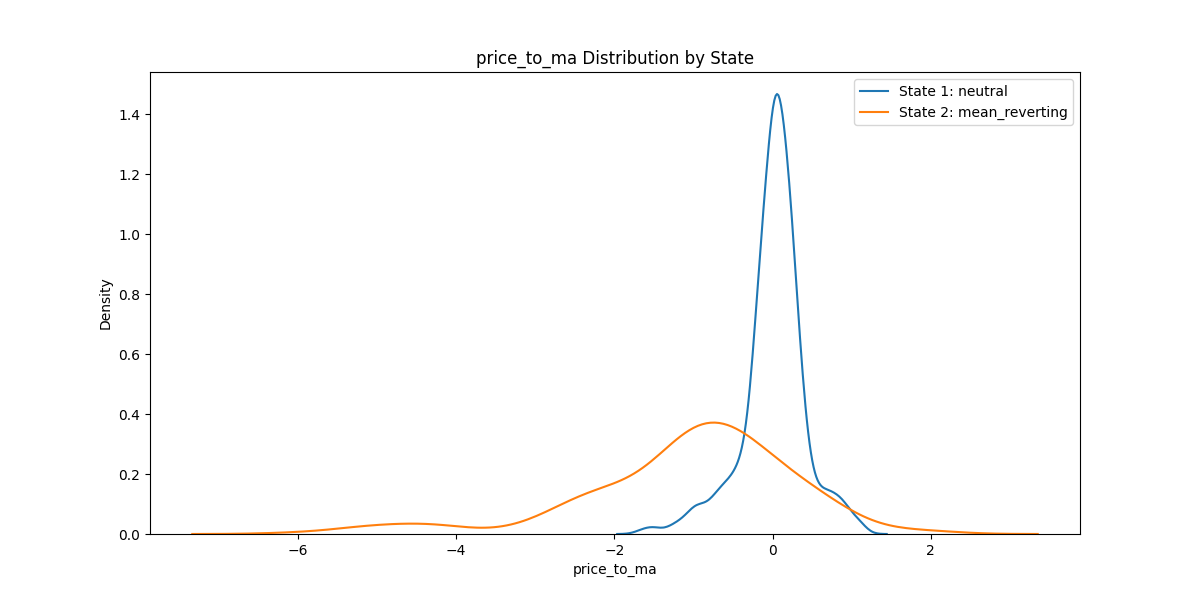 price_to_ma Distribution by State
State 1: neutral
State 2: mean_reverting
Density
1.4
1.2
1.0
0.8
0.6
0.4
0.2
0.0
−6 −4 −2 0 2
price_to_ma